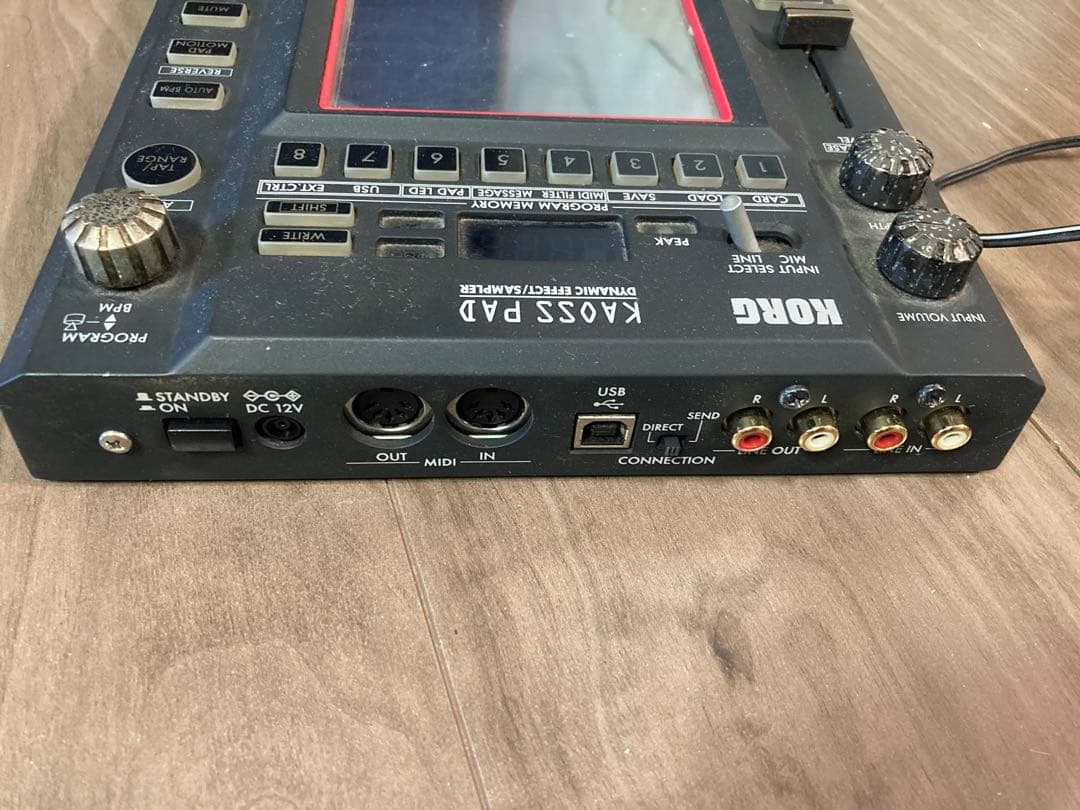 MUTE
PAD MOTION
REVERSE
AUTO BPM
TAP/
RANGE
8 7 6 5 4 3 2 1
EXT. CTRL USB PAD LED MESSAGE MIDI FILTER SAVE LOAD CARD
PROGRAM MEMORY
SHIFT
WRITE
PEAK
LINE
MIC
INPUT SELECT
KAOSS PAD
DYNAMIC EFFECT/SAMPLER
KORG
INPUT VOLUME
BPM
PROGRAM
STANDBY
ON
DC 12V
OUT MIDI IN
USB
DIRECT SEND
CONNECTION
R L
LINE OUT
R L
LINE IN